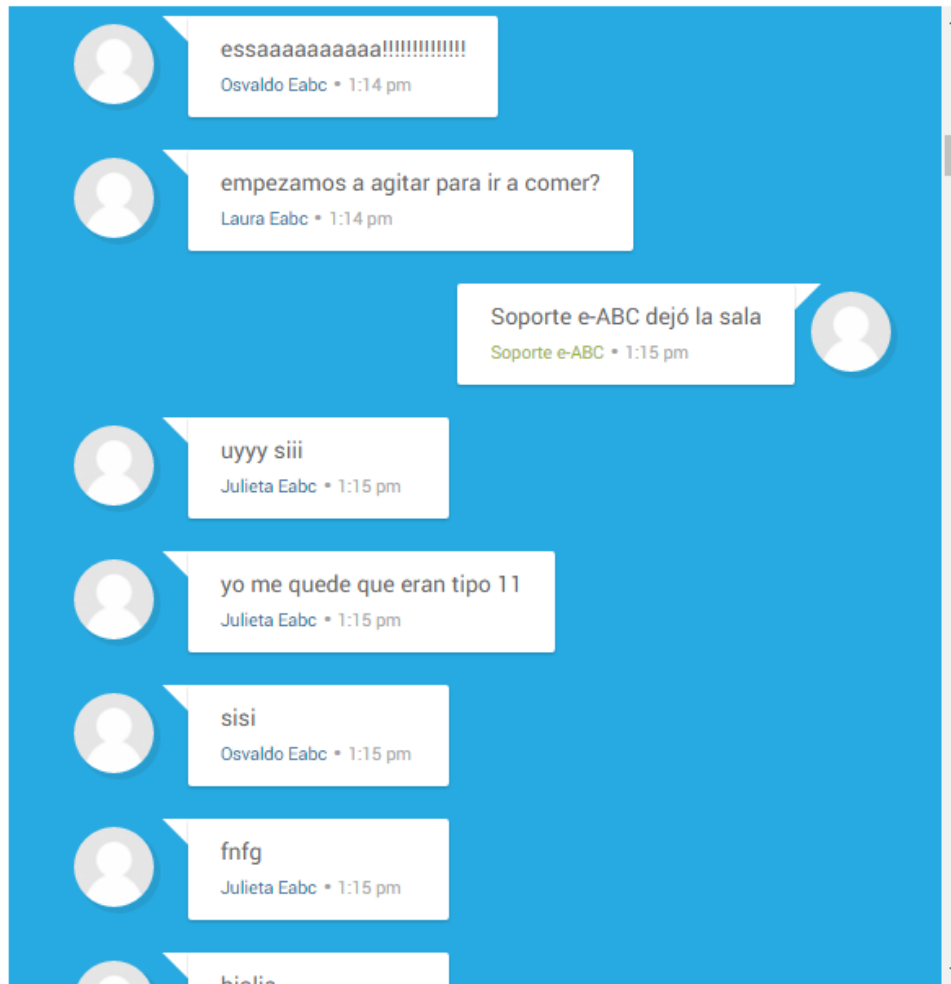 essaaaaaaaaaa!!!!!!!!!!!!!!
Osvaldo Eabc • 1:14 pm
empezamos a agitar para ir a comer?
Laura Eabc • 1:14 pm
Soporte e-ABC dejó la sala
Soporte e-ABC • 1:15 pm
uyyy siii
Julieta Eabc • 1:15 pm
yo me quede que eran tipo 11
Julieta Eabc • 1:15 pm
sisi
Osvaldo Eabc • 1:15 pm
fnfg
Julieta Eabc • 1:15 pm